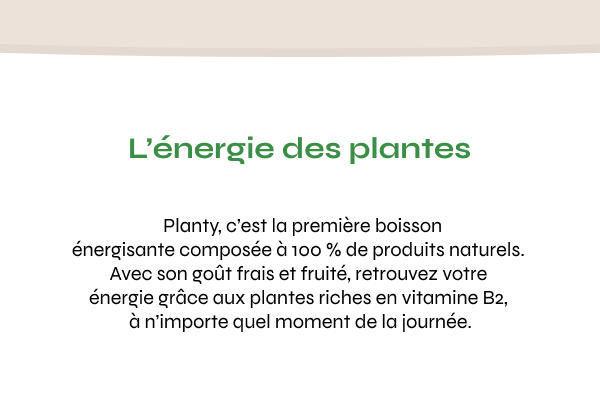 L’énergie des plantes
Planty, c’est la première boisson
énergisante composée à 100 % de produits naturels.
Avec son goût frais et fruité, retrouvez votre
énergie grâce aux plantes riches en vitamine B2,
à n’importe quel moment de la journée.